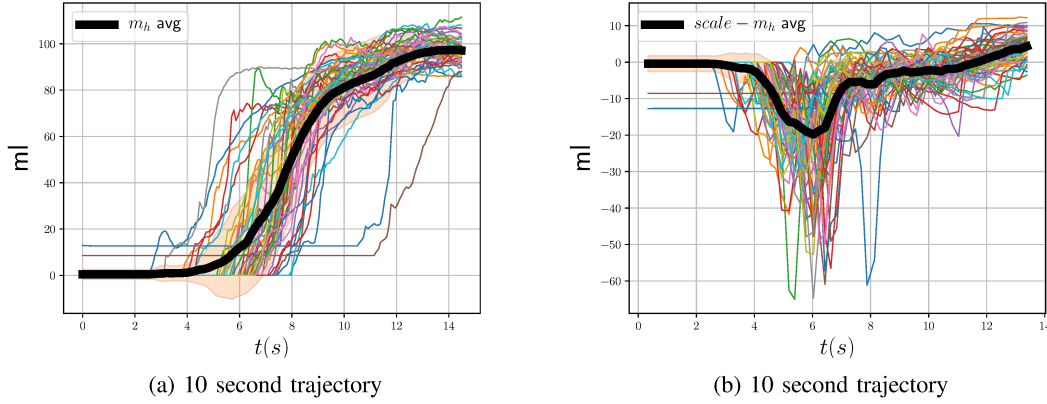 m_h avg
100
80
60
40
20
0
ml
0 2 4 6 8 10 12 14
t(s)
(a) 10 second trajectory
scale − m_h avg
10
0
−10
−20
−30
−40
−50
−60
ml
0 2 4 6 8 10 12 14
t(s)
(b) 10 second trajectory